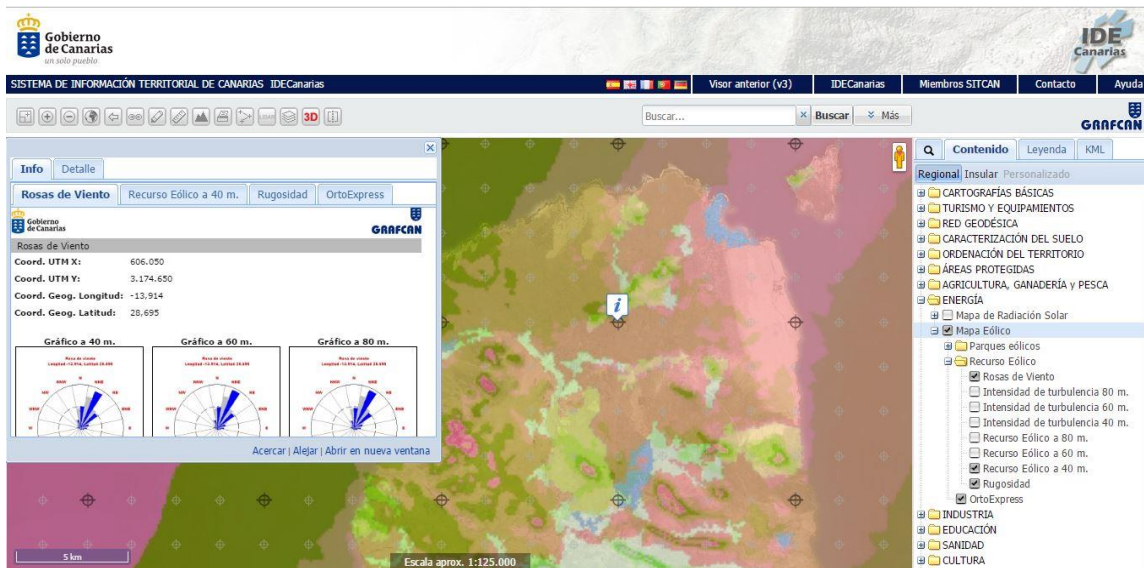 Gobierno
de Canarias
un solo pueblo
IDE
Canarias
SISTEMA DE INFORMACIÓN TERRITORIAL DE CANARIAS IDECanarias
Visor anterior (v3)
IDECanarias
Miembros SITCAN
Contacto
Ayuda
3D
Buscar...
Buscar
Más
GRAFCAN
Info
Detalle
Rosas de Viento
Recurso Eólico a 40 m.
Rugosidad
OrtoExpress
Gobierno
de Canarias
GRAFCAN
Rosas de Viento
Coord. UTM X: 606.050
Coord. UTM Y: 3.174.650
Coord. Geog. Longitud: -13,914
Coord. Geog. Latitud: 28,695
Gráfico a 40 m.
Gráfico a 60 m.
Gráfico a 80 m.
Acercar | Alejar | Abrir en nueva ventana
5 km
Escala aprox. 1:125.000
Contenido
Leyenda
KML
Regional Insular Personalizado
CARTOGRAFÍAS BÁSICAS
TURISMO Y EQUIPAMIENTOS
RED GEODÉSICA
CARACTERIZACIÓN DEL SUELO
ORDENACIÓN DEL TERRITORIO
ÁREAS PROTEGIDAS
AGRICULTURA, GANADERÍA y PESCA
ENERGÍA
Mapa de Radiación Solar
Mapa Eólico
Parques eólicos
Recurso Eólico
Rosas de Viento
Intensidad de turbulencia 80 m.
Intensidad de turbulencia 60 m.
Intensidad de turbulencia 40 m.
Recurso Eólico a 80 m.
Recurso Eólico a 60 m.
Recurso Eólico a 40 m.
Rugosidad
OrtoExpress
INDUSTRIA
EDUCACIÓN
SANIDAD
CULTURA